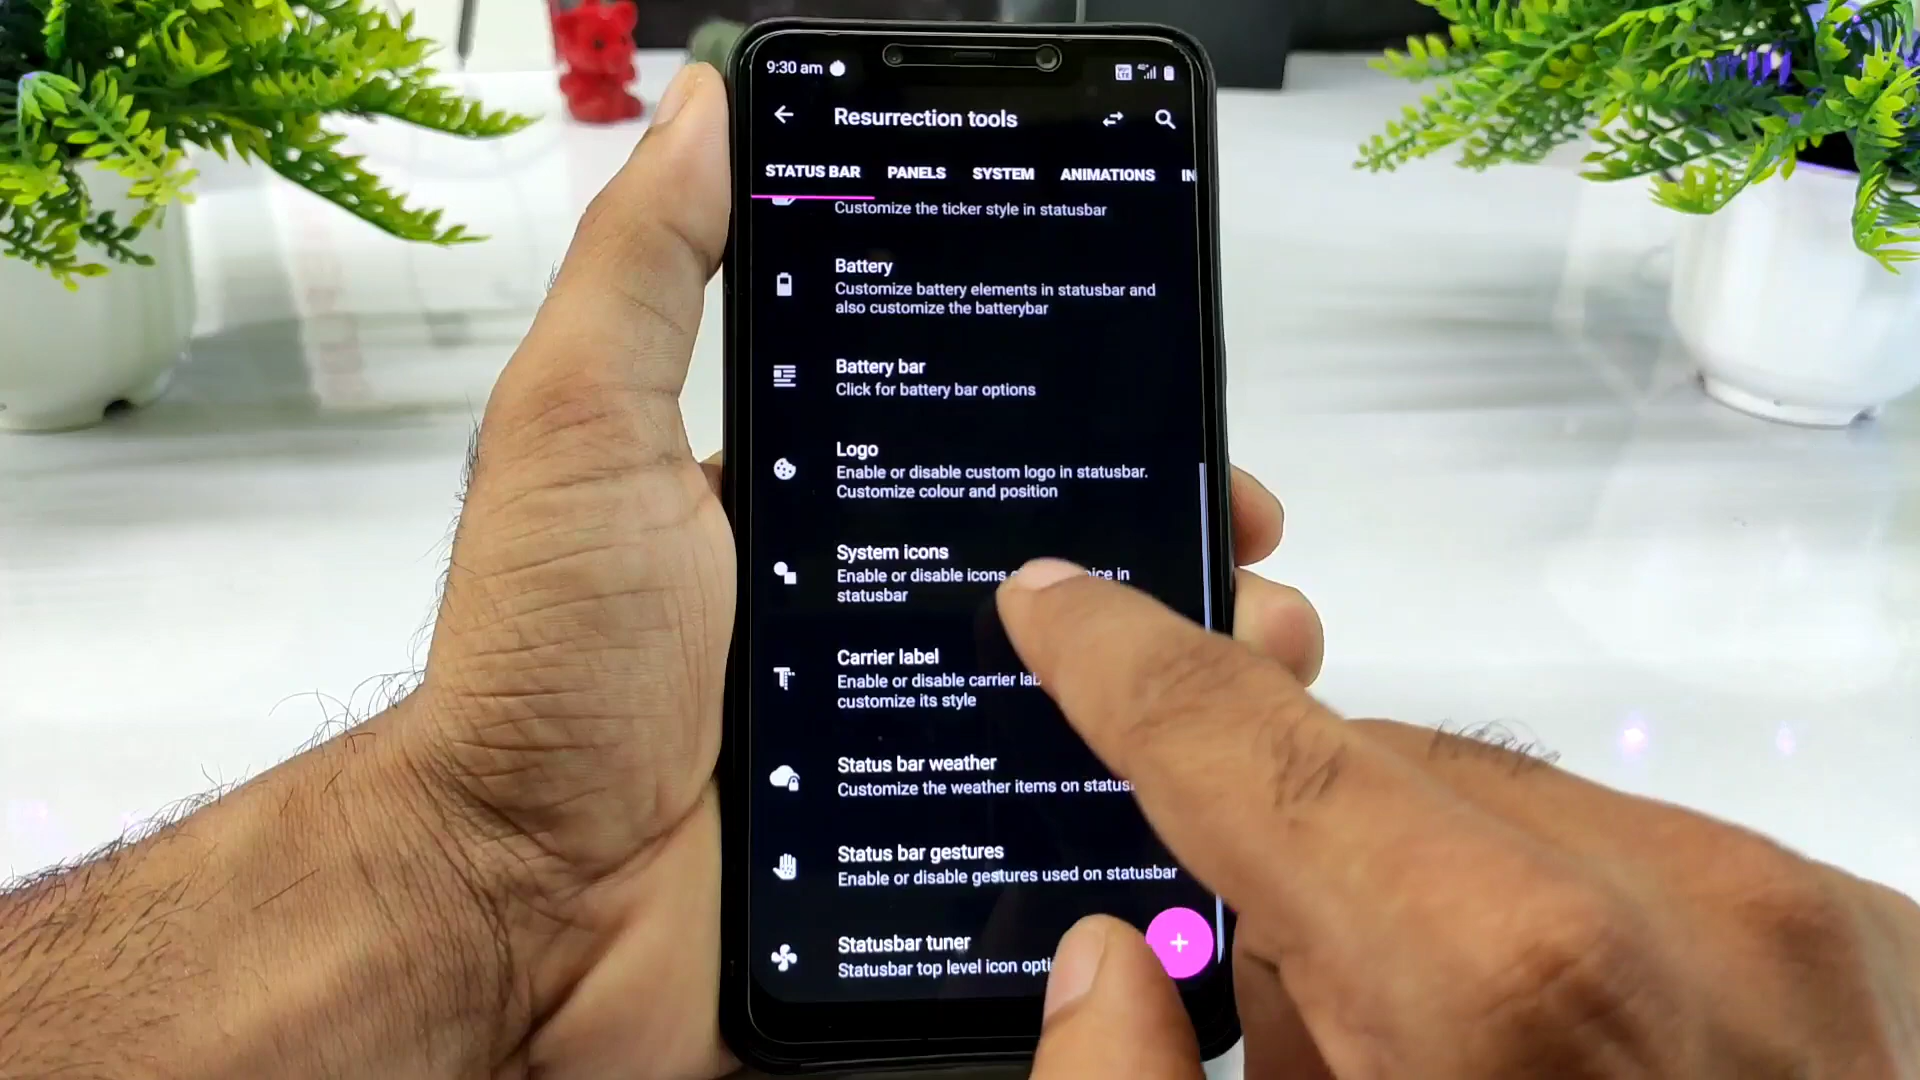 9:30 am
Resurrection tools
STATUS BAR PANELS SYSTEM ANIMATIONS IN
Customize the ticker style in statusbar
Battery
Customize battery elements in statusbar and
also customize the batterybar
Battery bar
Click for battery bar options
Logo
Enable or disable custom logo in statusbar.
Customize colour and position
System icons
Enable or disable icons in
statusbar
Carrier label
Enable or disable carrier
customize its style
Status bar weather
Customize the weather items on
Status bar gestures
Enable or disable gestures used on statusbar
Statusbar tuner
Statusbar top level icon